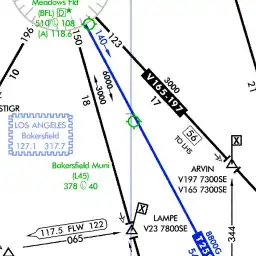 Meadows Fld
(BFL) D★
510 108
(A) 118.6
196
150
140
123
6000
3000
V165-197
17
10
18
STIGR
LOS ANGELES
Bakersfield
127.1 317.7
56
TO LHS
X
ARVIN
V197 7300SE
V165 7300SE
Bakersfield Muni
(L45)
378 40
X
LAMPE
V23 7800SE
117.5 FLW 122
065
8800G
T25
344